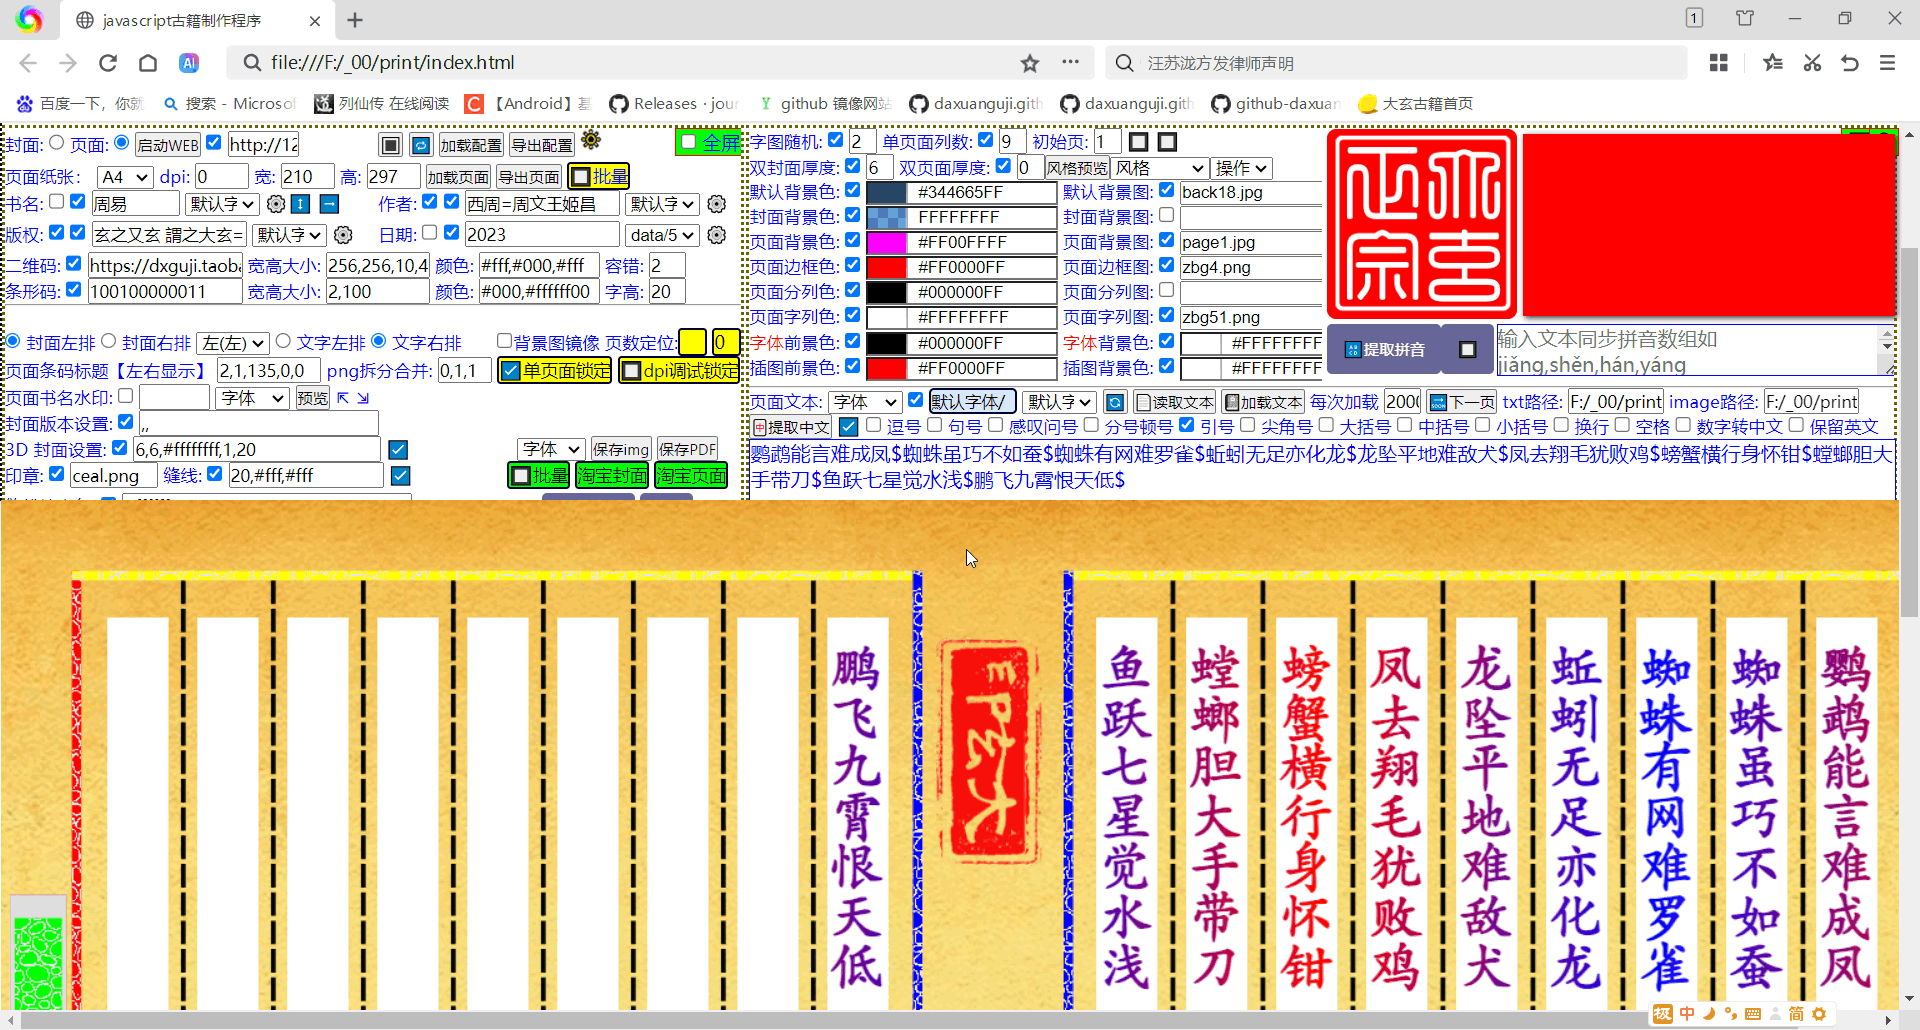 javascript古籍制作程序
1
file:///F:/_00/print/index.html
汪苏泷方发律师声明
百度一下，你就
搜索 - Microsof
列仙传 在线阅读
【Android】基
Releases · jour
github 镜像网站
daxuanguji.gith
daxuanguji.gith
github-daxuan
大玄古籍首页
封面: 页面: 启动WEB http://12 加载配置 导出配置 全屏
页面纸张: A4 dpi: 0 宽: 210 高: 297 加载页面 导出页面 批量
书名: 周易 默认字 作者: 西周=周文王姬昌 默认字
版权: 玄之又玄 謂之大玄= 默认字 日期: 2023 data/5
二维码: https://dxguji.taoba 宽高大小: 256,256,10,4 颜色: #fff,#000,#fff 容错: 2
条形码: 100100000011 宽高大小: 2,100 颜色: #000,#ffffff00 字高: 20
封面左排 封面右排 左(左) 文字左排 文字右排 背景图镜像 页数定位: 0
页面条码标题【左右显示】 2,1,135,0,0 png拆分合并: 0,1,1 单页面锁定 dpi调试锁定
页面书名水印: 字体 预览
封面版本设置: ,,
3D 封面设置: 6,6,#ffffffff,1,20 字体 保存img 保存PDF
印章: ceal.png 缝线: 20,#fff,#fff 批量 淘宝封面 淘宝页面
字图随机: 2 单页面列数: 9 初始页: 1
双封面厚度: 6 双页面厚度: 0 风格预览 风格 操作
默认背景色: #344665FF 默认背景图: back18.jpg
封面背景色: FFFFFFFF 封面背景图:
页面背景色: #FF00FFFF 页面背景图: page1.jpg
页面边框色: #FF0000FF 页面边框图: zbg4.png
页面分列色: #000000FF 页面分列图:
页面字列色: #FFFFFFFF 页面字列图: zbg51.png
字体前景色: #000000FF 字体背景色: #FFFFFFFF
插图前景色: #FF0000FF 插图背景色: #FFFFFFFF
提取拼音
输入文本同步拼音数组如
jiǎng,shěn,hán,yáng
页面文本: 字体 默认字体/ 默认字 读取文本 加载文本 每次加载 2000 下一页 txt路径: F:/_00/print image路径: F:/_00/print
提取中文 逗号 句号 感叹问号 分号顿号 引号 尖角号 大括号 中括号 小括号 换行 空格 数字转中文 保留英文
鹦鹉能言难成凤$蜘蛛虽巧不如蚕$蜘蛛有网难罗雀$蚯蚓无足亦化龙$龙坠平地难敌犬$凤去翔毛犹败鸡$螃蟹横行身怀钳$螳螂胆大
手带刀$鱼跃七星觉水浅$鹏飞九霄恨天低$
鹦鹉能言难成凤
蜘蛛虽巧不如蚕
蜘蛛有网难罗雀
蚯蚓无足亦化龙
龙坠平地难敌犬
凤去翔毛犹败鸡
螃蟹横行身怀钳
螳螂胆大手带刀
鱼跃七星觉水浅
鹏飞九霄恨天低
中
简